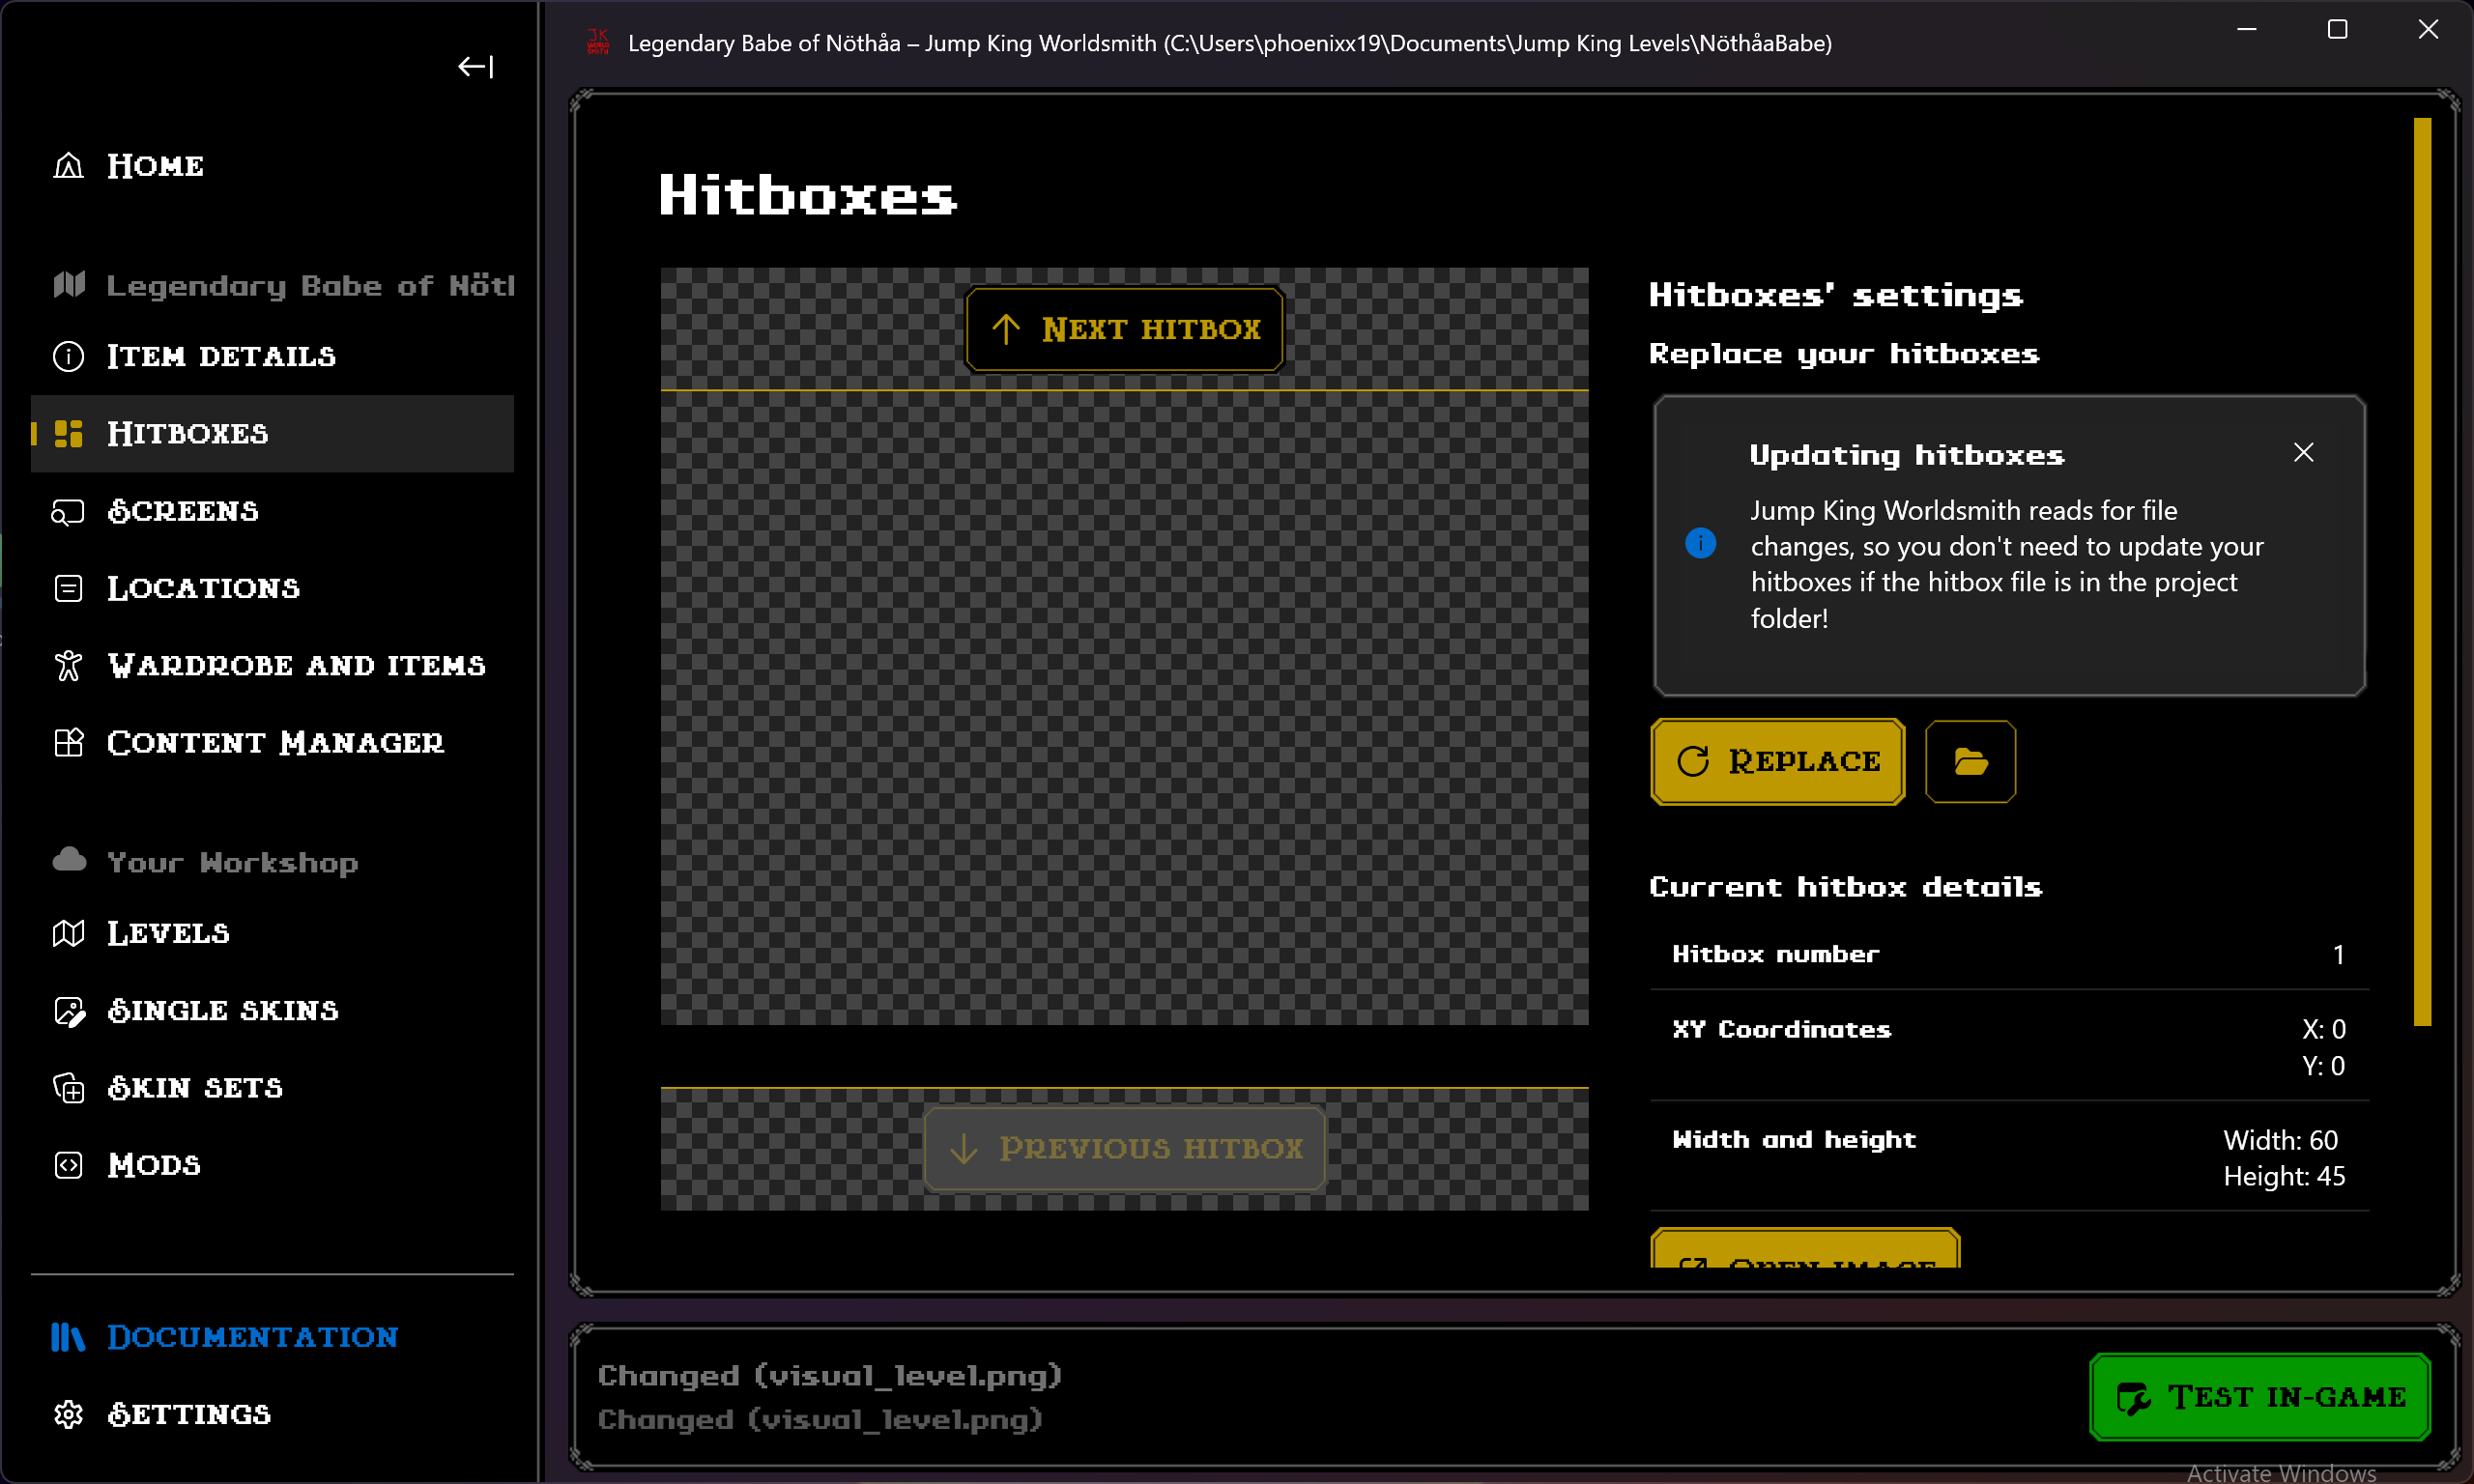 JK
WORLD
SMITH
Legendary Babe of Nöthåa – Jump King Worldsmith (C:\Users\phoenixx19\Documents\Jump King Levels\NöthåaBabe)
Home
Legendary Babe of Nötl
Item details
Hitboxes
Screens
Locations
Wardrobe and items
Content Manager
Your Workshop
Levels
Single skins
Skin sets
Mods
Documentation
Settings
Hitboxes
Next hitbox
Previous hitbox
Hitboxes' settings
Replace your hitboxes
Updating hitboxes
Jump King Worldsmith reads for file
changes, so you don't need to update your
hitboxes if the hitbox file is in the project
folder!
Replace
Current hitbox details
Hitbox number 1
XY Coordinates X: 0
Y: 0
Width and height Width: 60
Height: 45
Open image
Changed (visual_level.png)
Changed (visual_level.png)
Test in-game
Activate Windows